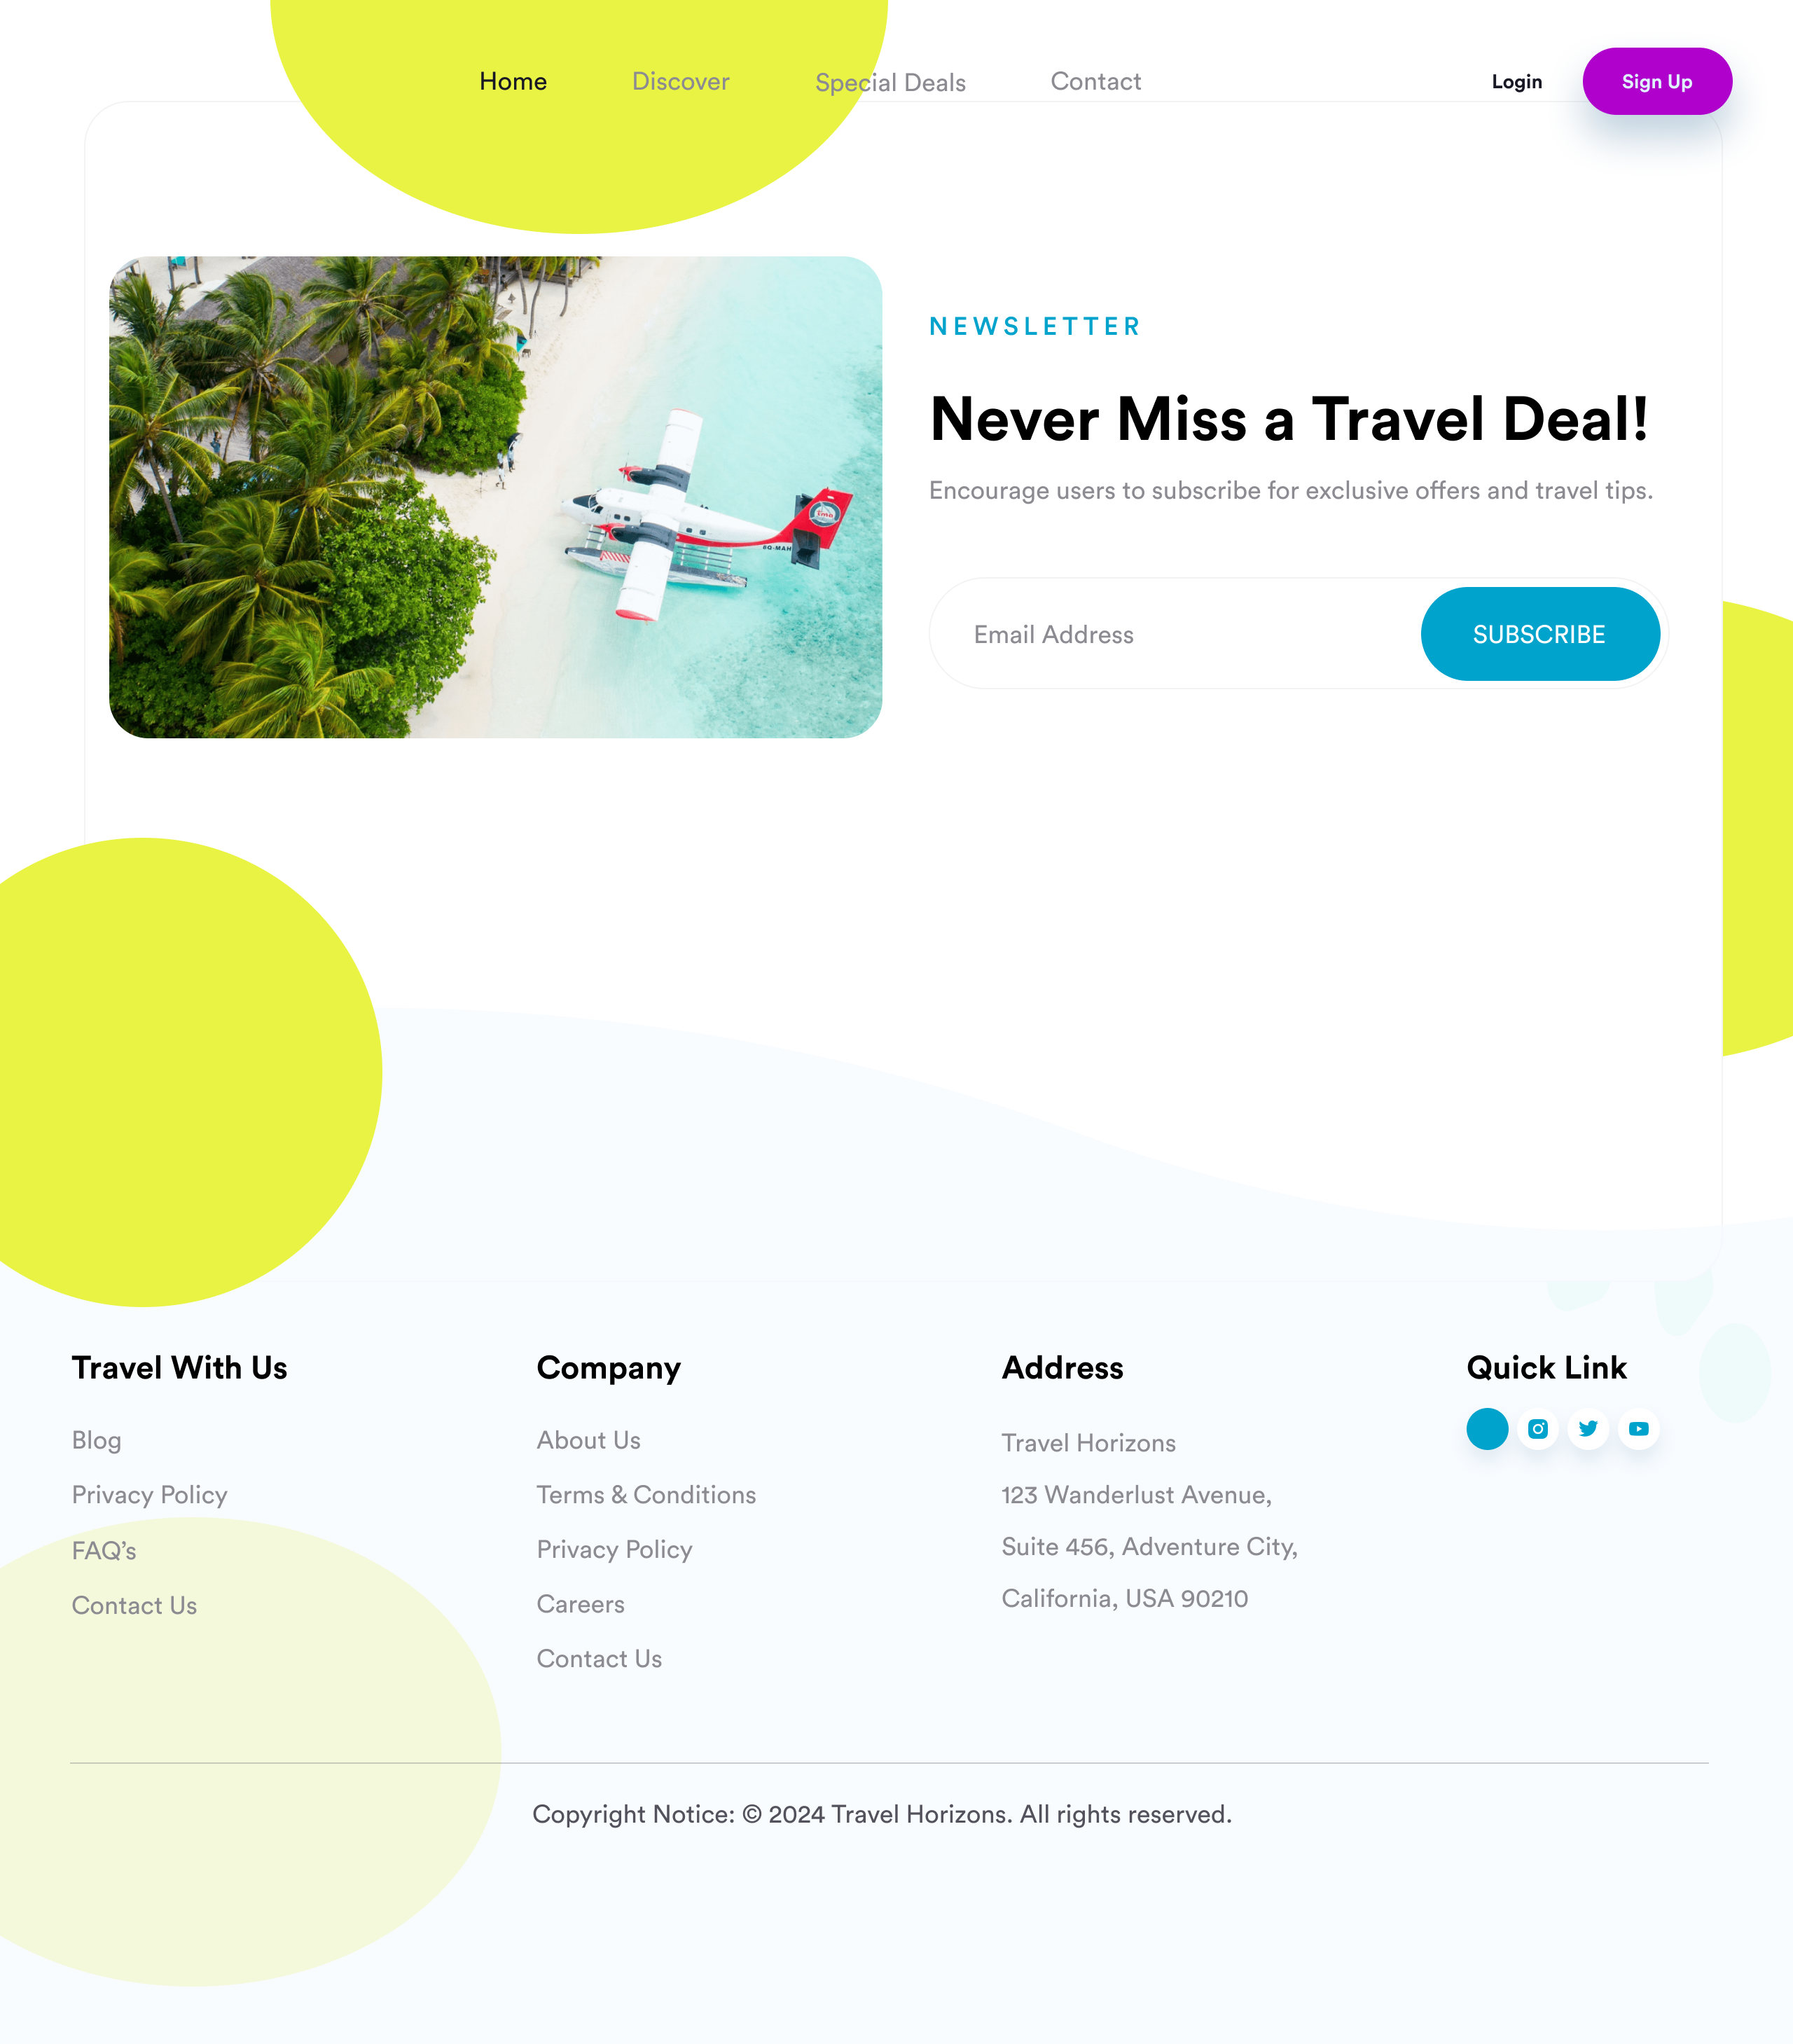 Home Discover Special Deals Contact Login Sign Up
NEWSLETTER
Never Miss a Travel Deal!
Encourage users to subscribe for exclusive offers and travel tips.
Email Address SUBSCRIBE
8Q-MAH
Travel With Us
Blog
Privacy Policy
FAQ’s
Contact Us
Company
About Us
Terms & Conditions
Privacy Policy
Careers
Contact Us
Address
Travel Horizons
123 Wanderlust Avenue,
Suite 456, Adventure City,
California, USA 90210
Quick Link
Copyright Notice: © 2024 Travel Horizons. All rights reserved.